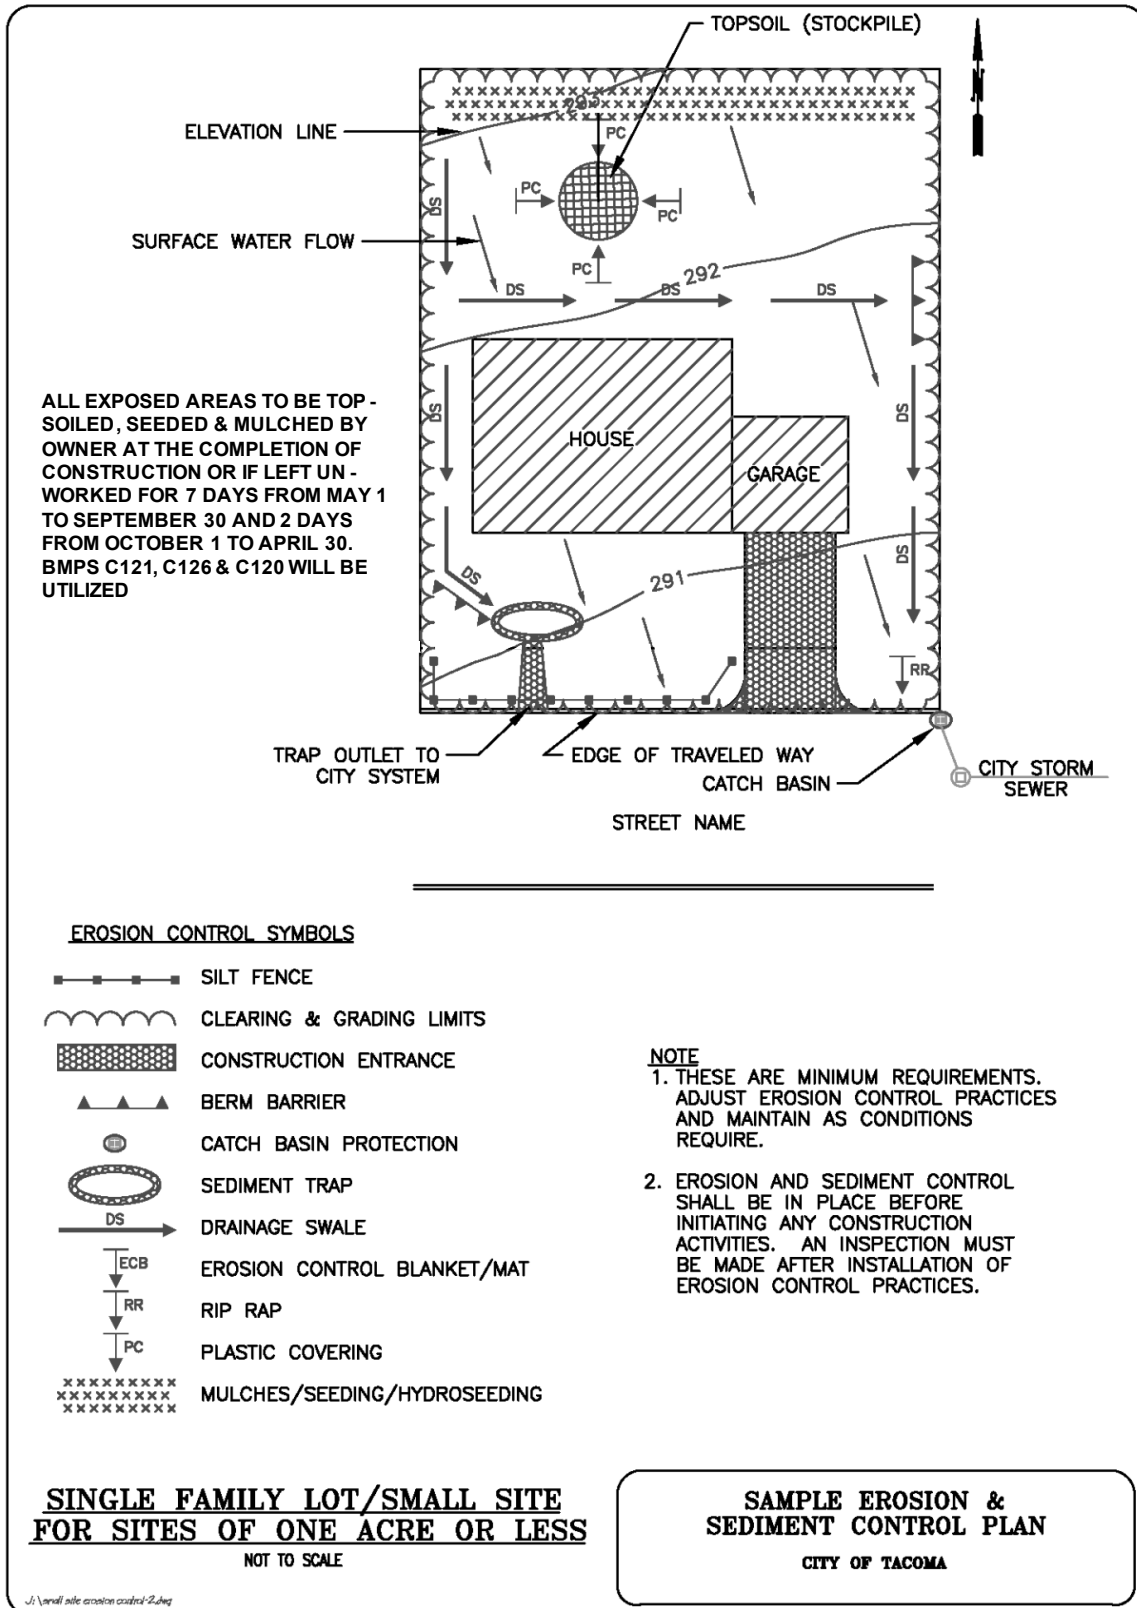 TOPSOIL (STOCKPILE)
N
293
ELEVATION LINE
PC
PC
PC
DS
SURFACE WATER FLOW
PC
292
DS
DS
DS
ALL EXPOSED AREAS TO BE TOP -
SOILED, SEEDED & MULCHED BY
OWNER AT THE COMPLETION OF
CONSTRUCTION OR IF LEFT UN -
WORKED FOR 7 DAYS FROM MAY 1
TO SEPTEMBER 30 AND 2 DAYS
FROM OCTOBER 1 TO APRIL 30.
BMPS C121, C126 & C120 WILL BE
UTILIZED
DS
DS
HOUSE
GARAGE
DS
DS
291
RR
TRAP OUTLET TO
CITY SYSTEM
EDGE OF TRAVELED WAY
CATCH BASIN
CITY STORM
SEWER
STREET NAME
EROSION CONTROL SYMBOLS
SILT FENCE
CLEARING & GRADING LIMITS
CONSTRUCTION ENTRANCE
BERM BARRIER
CATCH BASIN PROTECTION
SEDIMENT TRAP
DS
DRAINAGE SWALE
ECB
EROSION CONTROL BLANKET/MAT
RR
RIP RAP
PC
PLASTIC COVERING
MULCHES/SEEDING/HYDROSEEDING
NOTE
1. THESE ARE MINIMUM REQUIREMENTS.
ADJUST EROSION CONTROL PRACTICES
AND MAINTAIN AS CONDITIONS
REQUIRE.
2. EROSION AND SEDIMENT CONTROL
SHALL BE IN PLACE BEFORE
INITIATING ANY CONSTRUCTION
ACTIVITIES. AN INSPECTION MUST
BE MADE AFTER INSTALLATION OF
EROSION CONTROL PRACTICES.
SINGLE FAMILY LOT/SMALL SITE
FOR SITES OF ONE ACRE OR LESS
NOT TO SCALE
SAMPLE EROSION &
SEDIMENT CONTROL PLAN
CITY OF TACOMA
J:\small site erosion control-2.dwg